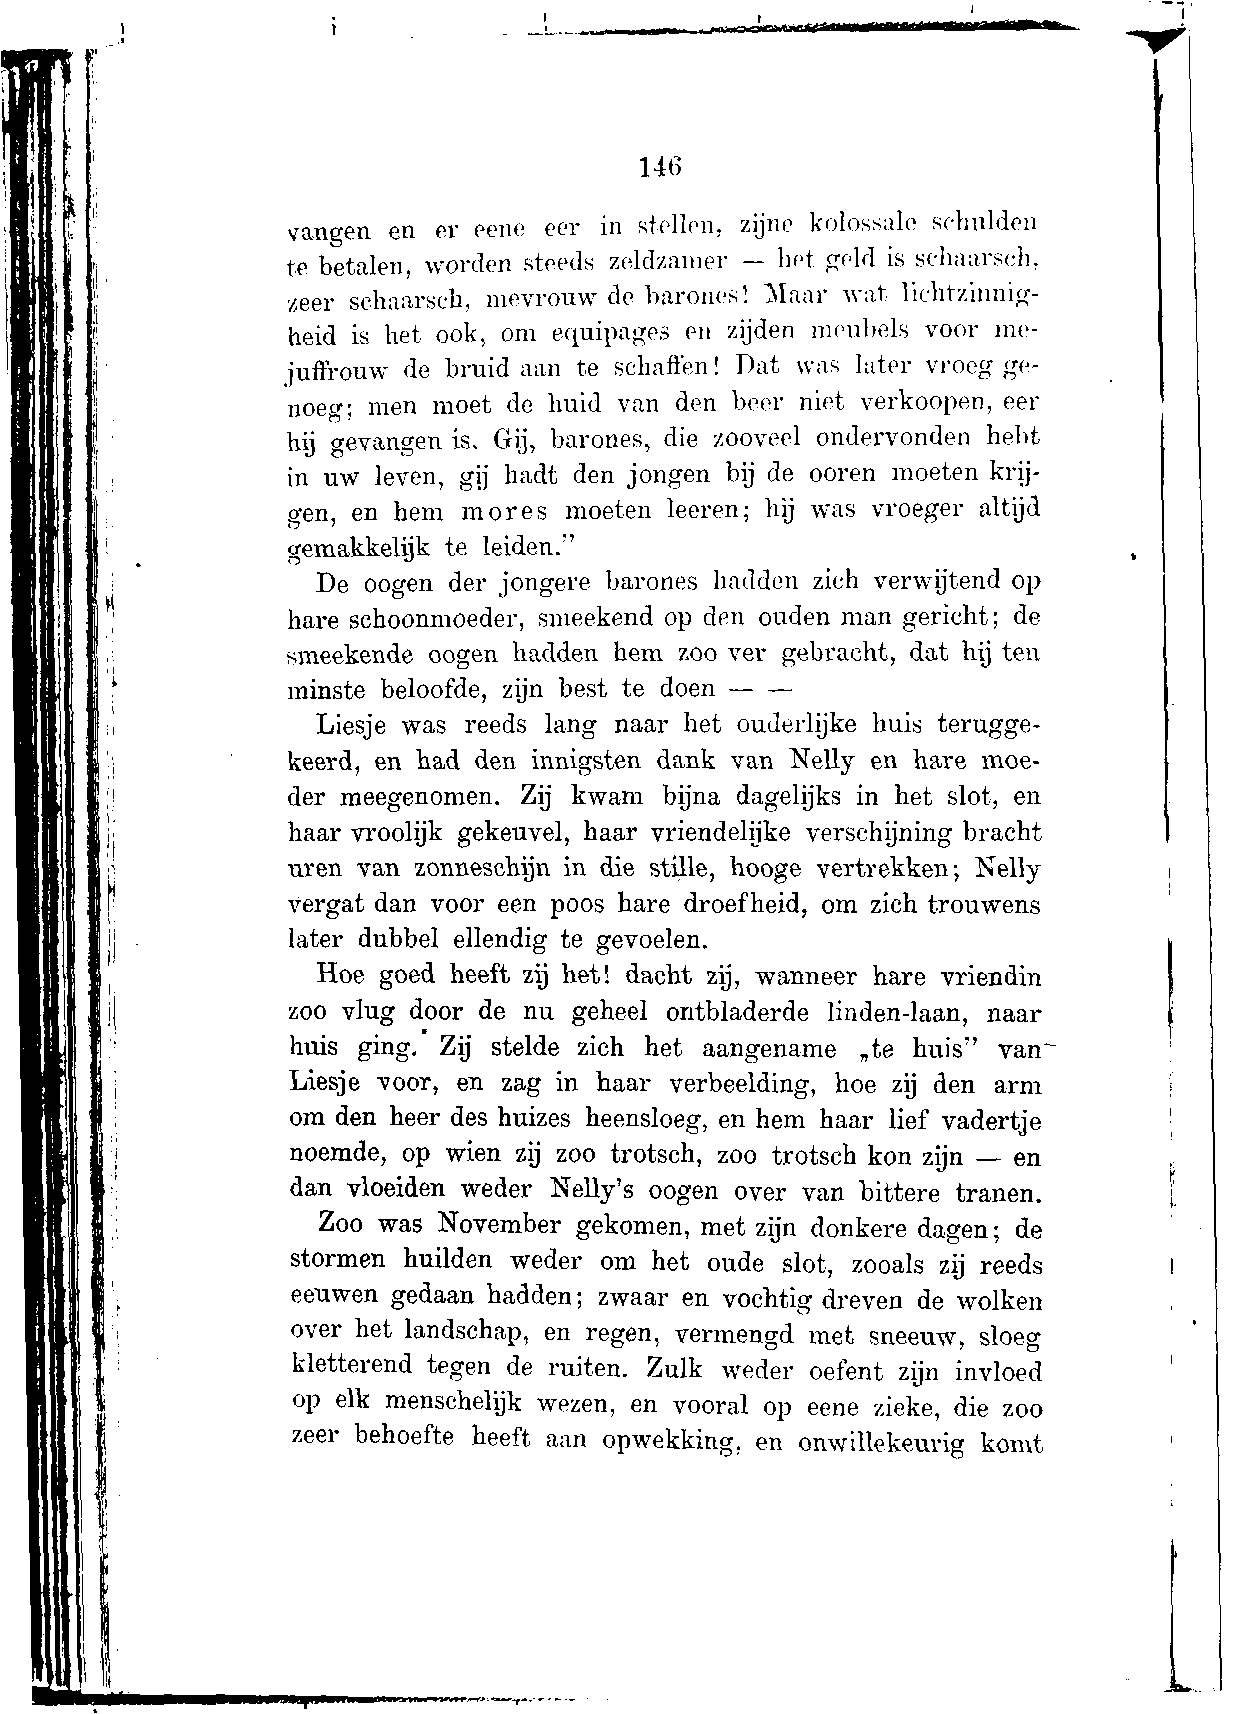 146
vangen en er eene eer in stellen, zijne kolossale schulden
te betalen, worden steeds zeldzamer — het geld is schaarsch,
zeer schaarsch, mevrouw de barones! Maar wat lichtzinnig-
heid is het ook, om equipages en zijden meubels voor me-
juffrouw de bruid aan te schaffen! Dat was later vroeg ge-
noeg; men moet de huid van den beer niet verkoopen, eer
hij gevangen is. Gij, barones, die zooveel ondervonden hebt
in uw leven, gij hadt den jongen bij de ooren moeten krij-
gen, en hem mores moeten leeren; hij was vroeger altijd
gemakkelijk te leiden.”
De oogen der jongere barones hadden zich verwijtend op
hare schoonmoeder, smeekend op den ouden man gericht; de
smeekende oogen hadden hem zoo ver gebracht, dat hij ten
minste beloofde, zijn best te doen — —
Liesje was reeds lang naar het ouderlijke huis terugge-
keerd, en had den innigsten dank van Nelly en hare moe-
der meegenomen. Zij kwam bijna dagelijks in het slot, en
haar vroolijk gekeuvel, haar vriendelijke verschijning bracht
uren van zonneschijn in die stille, hooge vertrekken; Nelly
vergat dan voor een poos hare droefheid, om zich trouwens
later dubbel ellendig te gevoelen.
Hoe goed heeft zij het! dacht zij, wanneer hare vriendin
zoo vlug door de nu geheel ontbladerde linden-laan, naar
huis ging. Zij stelde zich het aangename „te huis” van
Liesje voor, en zag in haar verbeelding, hoe zij den arm
om den heer des huizes heensloeg, en hem haar lief vadertje
noemde, op wien zij zoo trotsch, zoo trotsch kon zijn — en
dan vloeiden weder Nelly's oogen over van bittere tranen.
Zoo was November gekomen, met zijn donkere dagen; de
stormen huilden weder om het oude slot, zooals zij reeds
eeuwen gedaan hadden; zwaar en vochtig dreven de wolken
over het landschap, en regen, vermengd met sneeuw, sloeg
kletterend tegen de ruiten. Zulk weder oefent zijn invloed
op elk menschelijk wezen, en vooral op eene zieke, die zoo
zeer behoefte heeft aan opwekking, en onwillekeurig komt